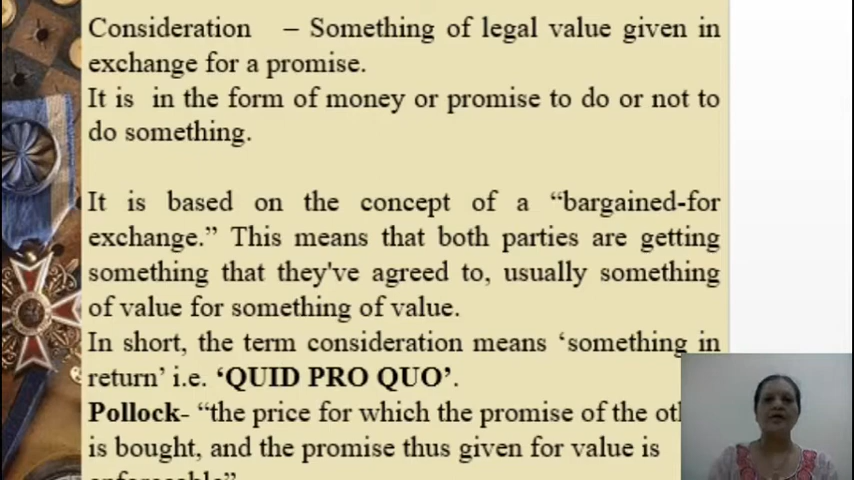 Consideration – Something of legal value given in
exchange for a promise.
It is in the form of money or promise to do or not to
do something.
It is based on the concept of a “bargained-for
exchange.” This means that both parties are getting
something that they've agreed to, usually something
of value for something of value.
In short, the term consideration means ‘something in
return’ i.e. ‘QUID PRO QUO’.
Pollock- “the price for which the promise of the
is bought, and the promise thus given for value is